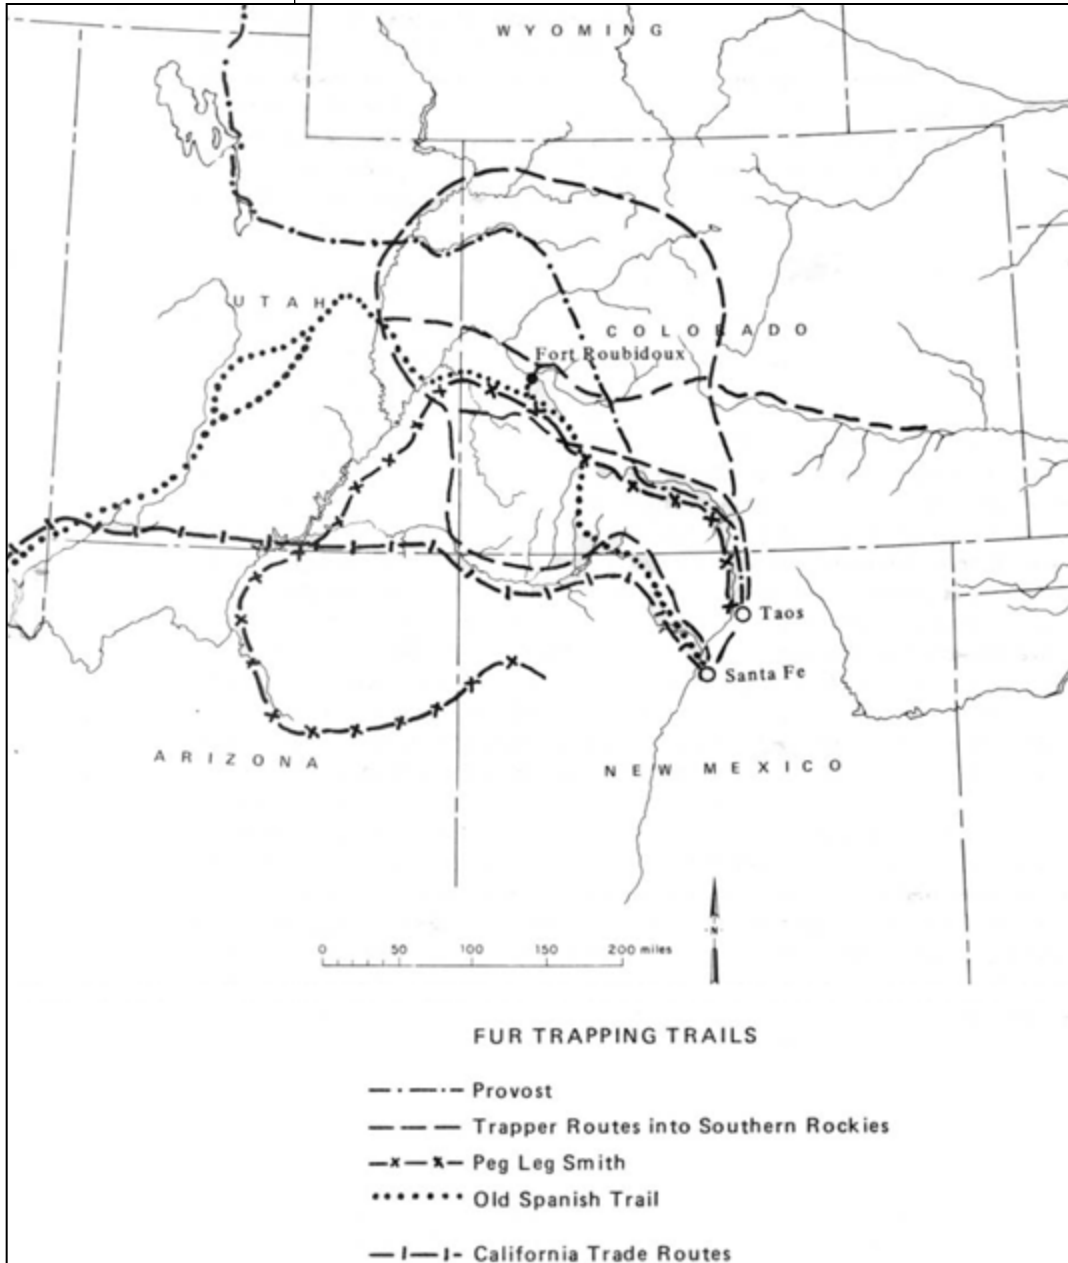 WYOMING
UTAH
COLORADO
Fort Roubidoux
Taos
Santa Fe
ARIZONA
NEW MEXICO
N
0 50 100 150 200 miles
FUR TRAPPING TRAILS
Provost
Trapper Routes into Southern Rockies
Peg Leg Smith
Old Spanish Trail
California Trade Routes